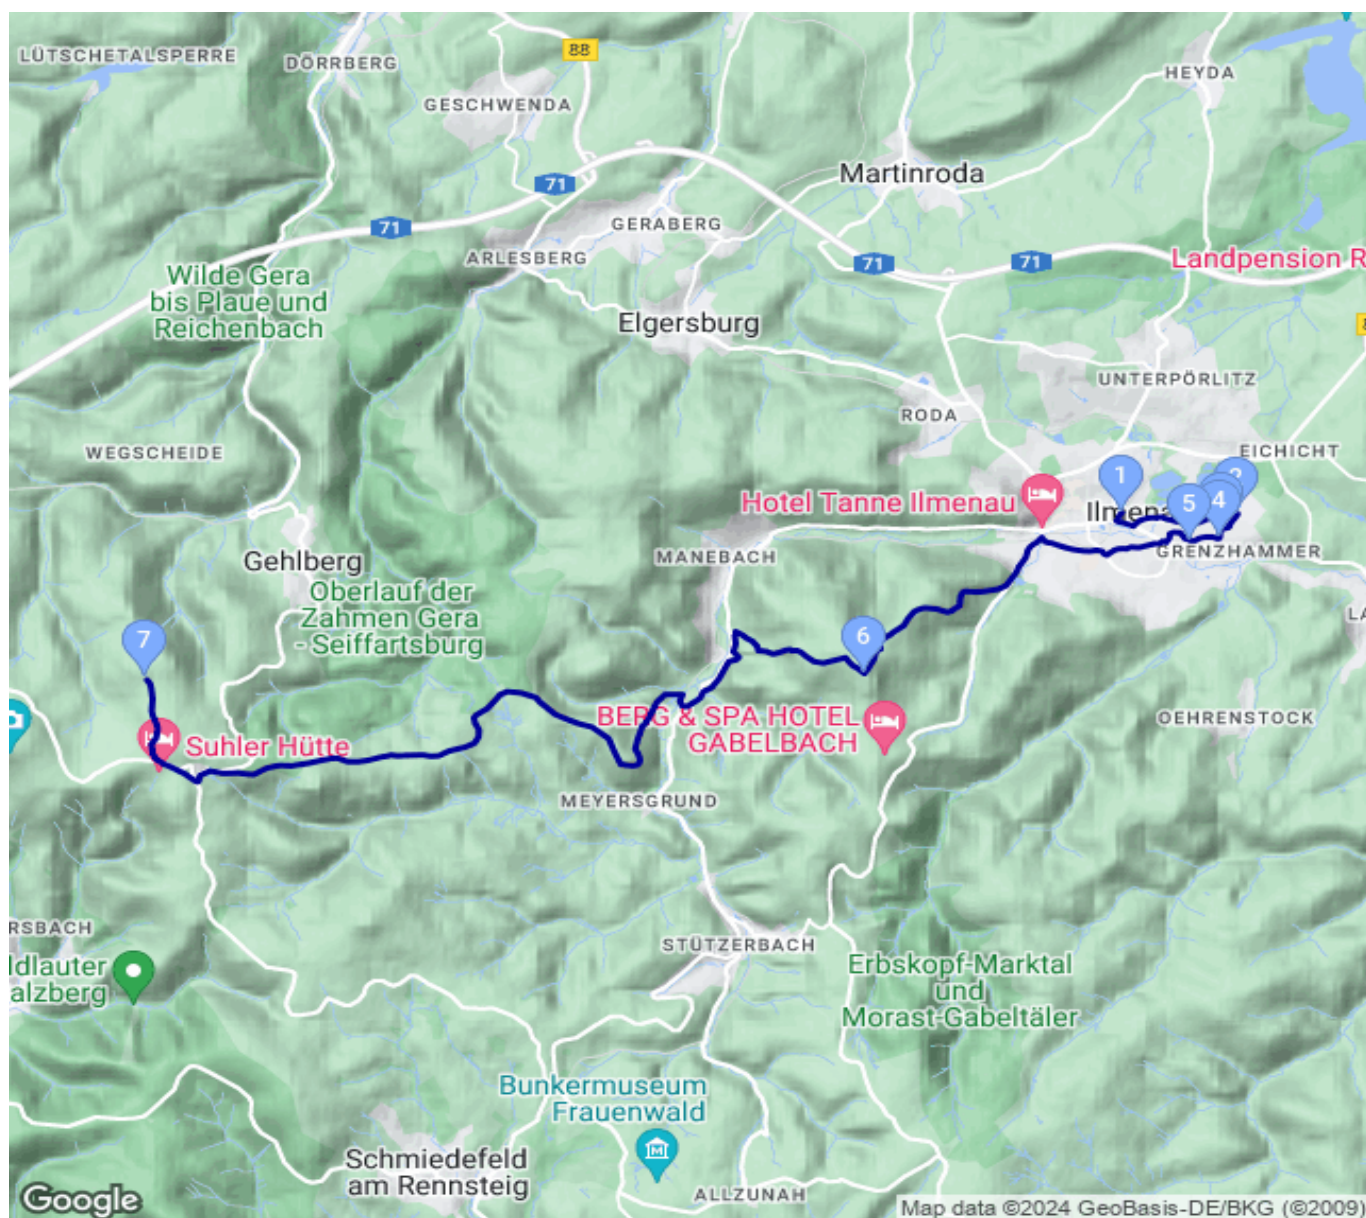 LÜTSCHETALSPERRE
DÖRRBERG
88
HEYDA
GESCHWENDA
Martinroda
71
GERABERG
71
ARLESBERG
71
71
Landpension R
Wilde Gera
bis Plaue und
Reichenbach
Elgersburg
UNTERPÖRLITZ
RODA
WEGSCHEIDE
EICHICHT
1
Hotel Tanne Ilmenau
5
4
Ilmena
GRENZHAMMER
MANEBACH
Gehlberg
Oberlauf der
Zahmen Gera
- Seiffartsburg
LA
7
6
BERG & SPA HOTEL
GABELBACH
OEHRENSTOCK
Suhler Hütte
MEYERSGRUND
RSBACH
STÜTZERBACH
ldlauter
alzberg
Erbskopf-Marktal
und
Morast-Gabeltäler
Bunkermuseum
Frauenwald
M
Schmiedefeld
am Rennsteig
ALLZUNAH
Google
Map data ©2024 GeoBasis-DE/BKG (©2009)